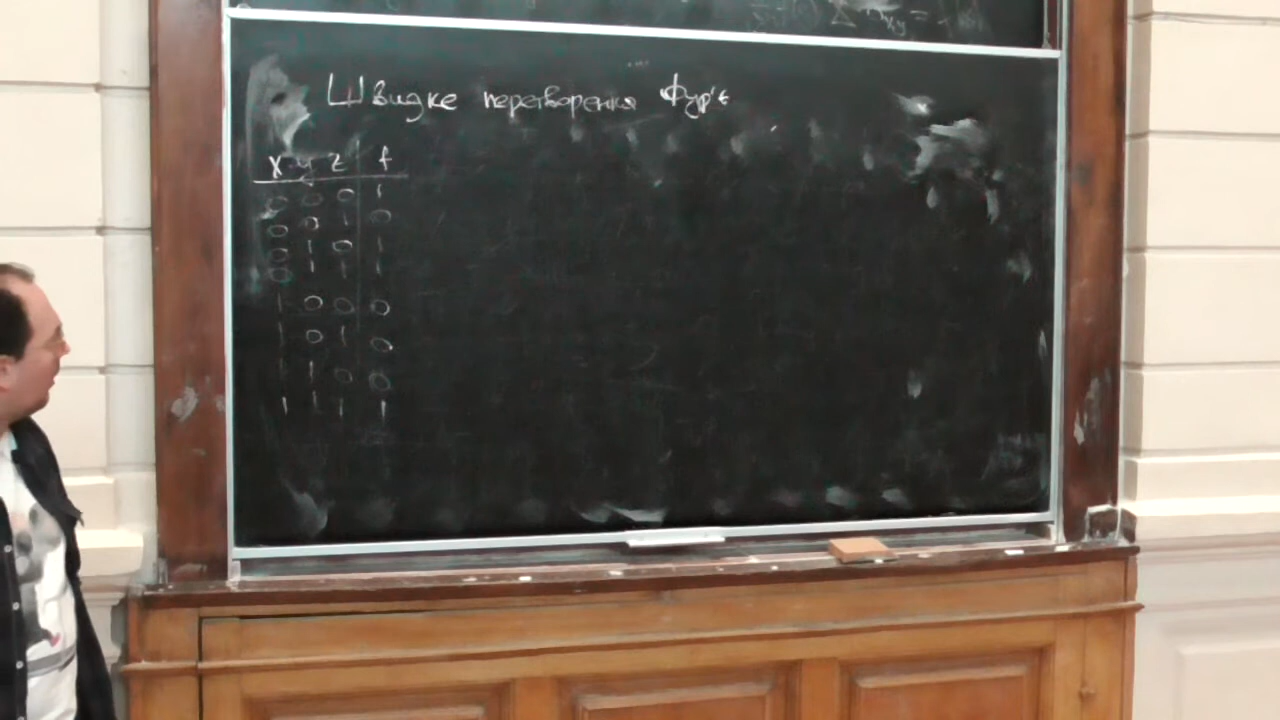 Швидке перетворення Фур'є
x y z f
0 0 0 1
0 0 1 0
0 1 0 1
0 1 1 1
1 0 0 0
1 0 1 0
1 1 0 0
1 1 1 1